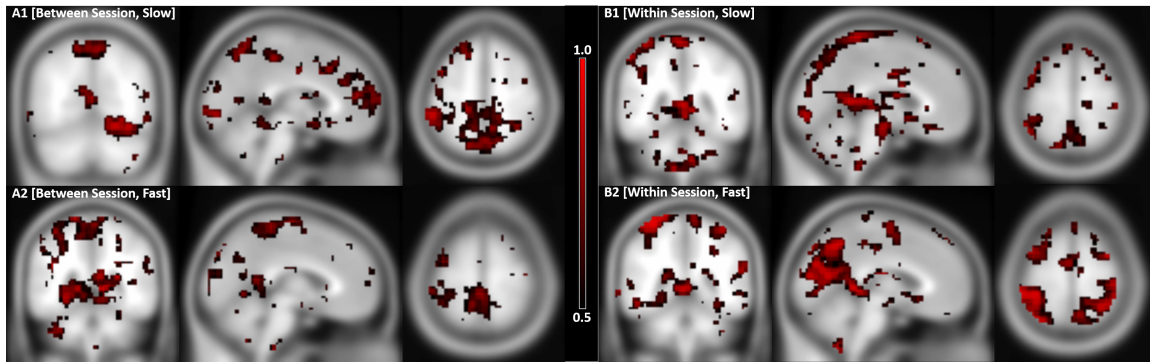 A1 [Between Session, Slow]
B1 [Within Session, Slow]
1.0
A2 [Between Session, Fast]
B2 [Within Session, Fast]
0.5